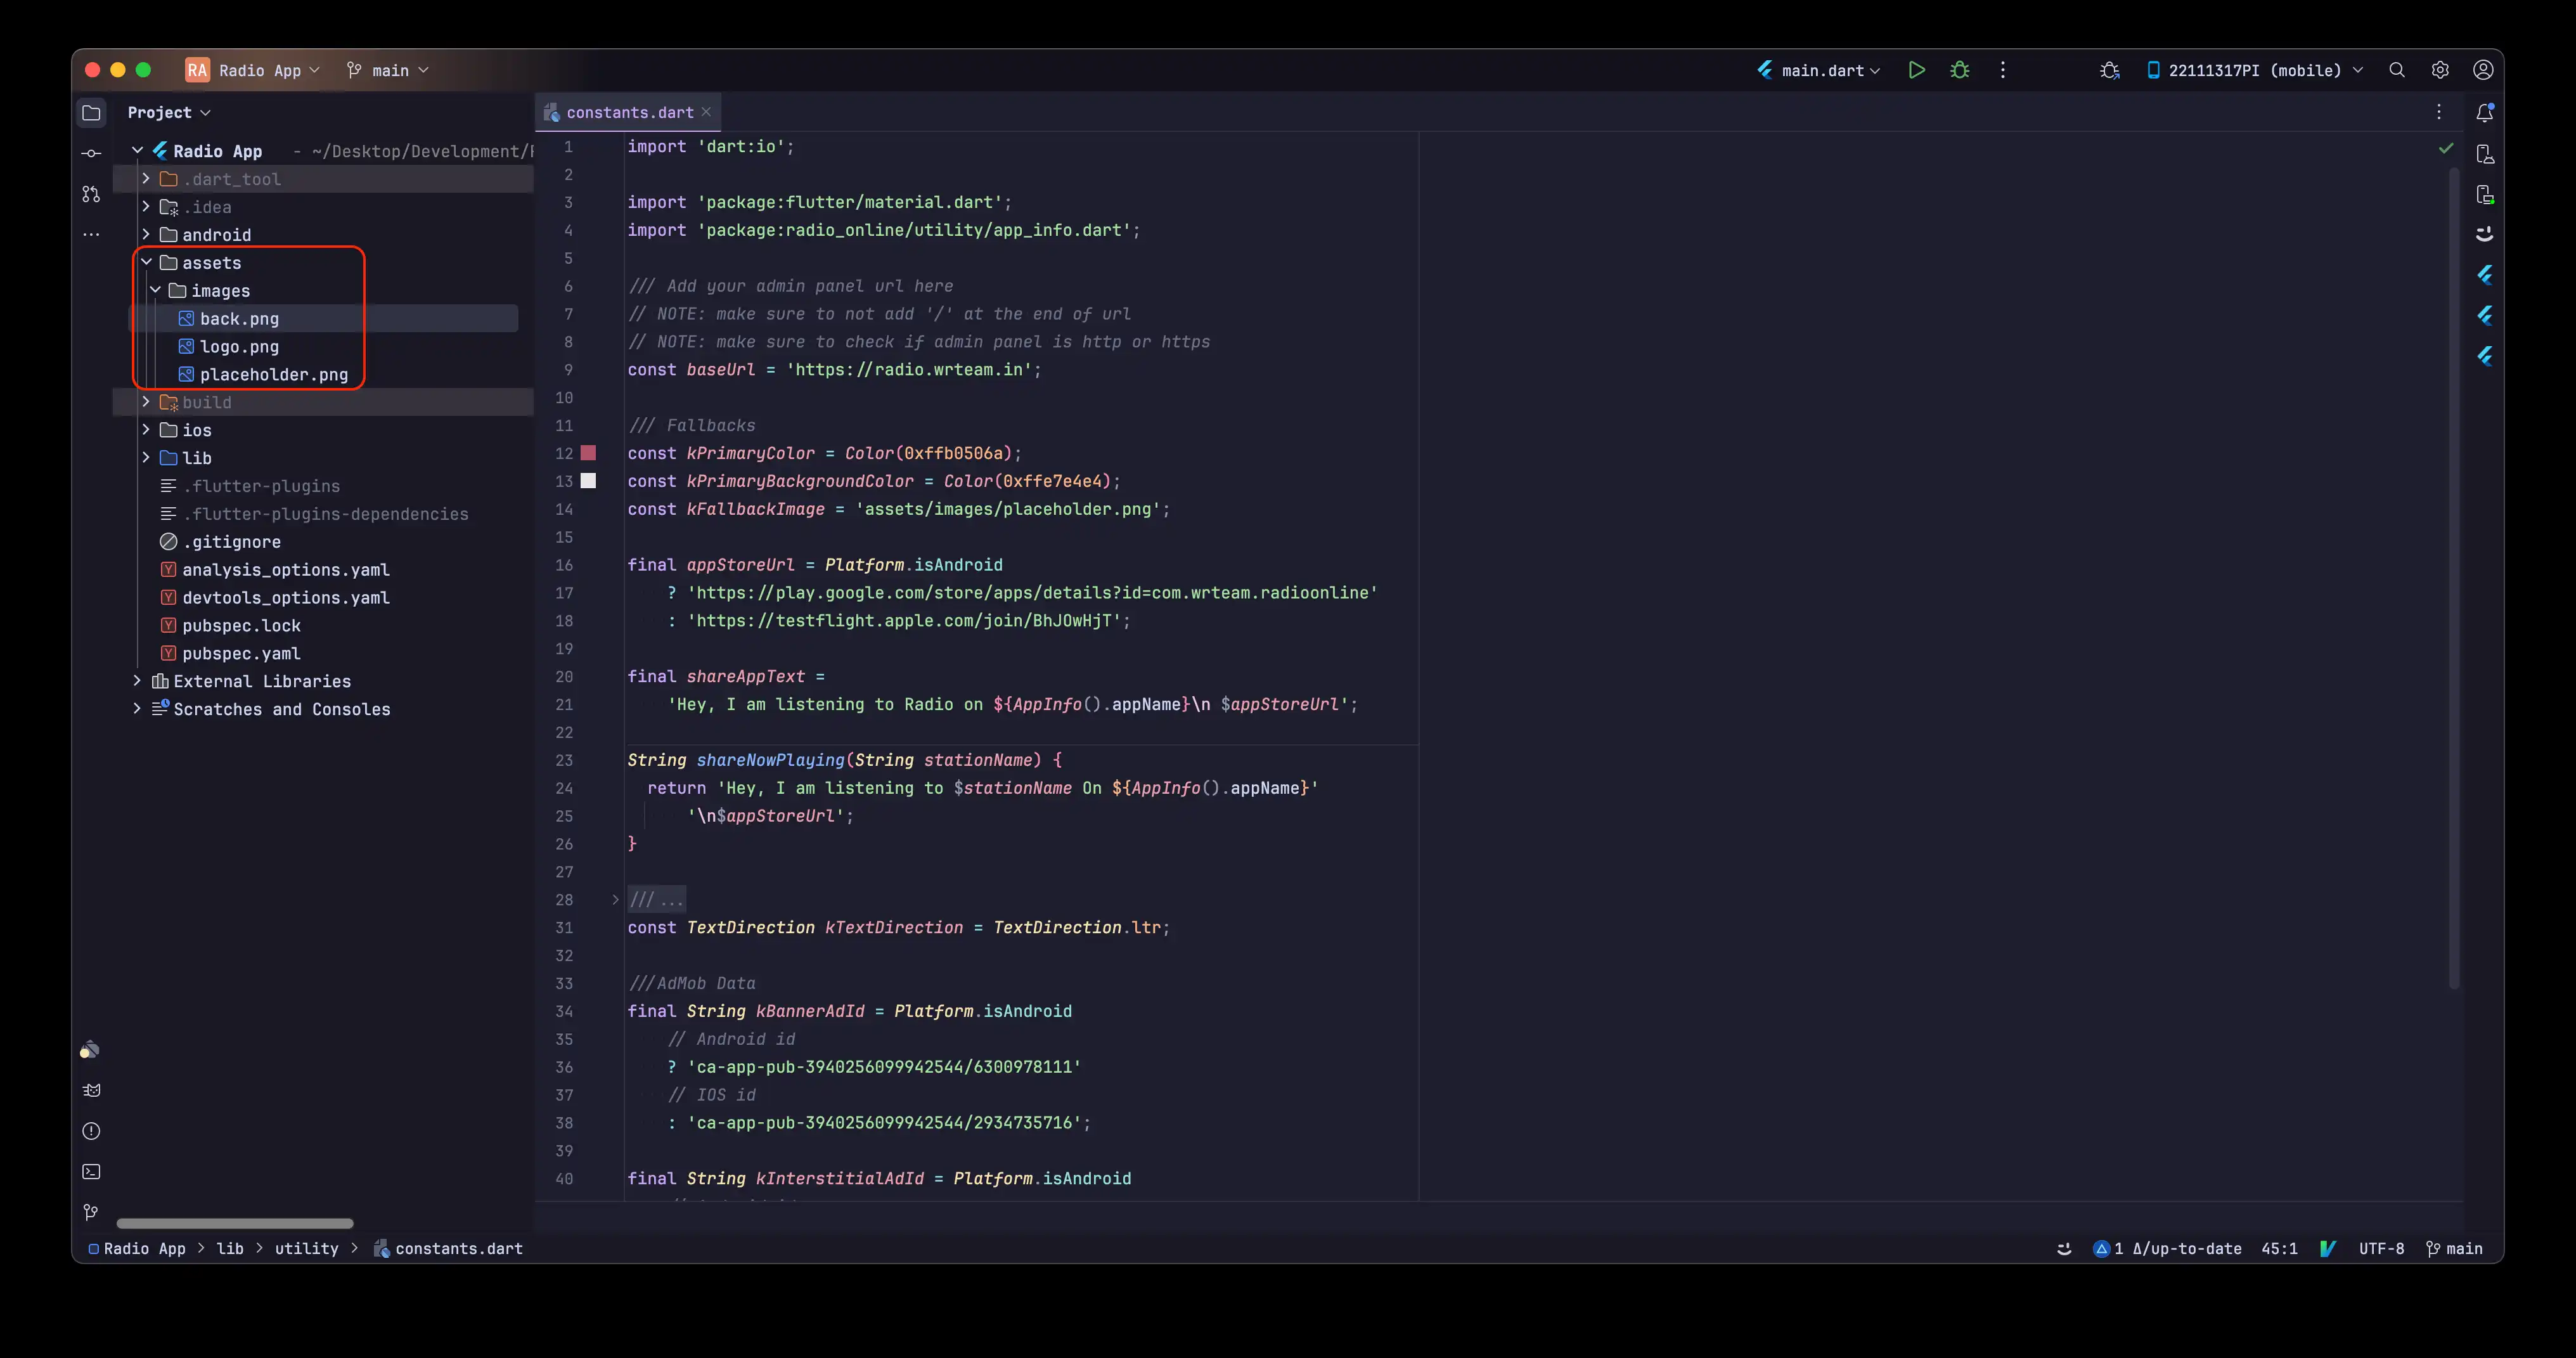 RA Radio App main main.dart 22111317PI (mobile)
Project
constants.dart
Radio App - ~/Desktop/Development/
.dart_tool
.idea
android
assets
images
back.png
logo.png
placeholder.png
build
ios
lib
.flutter-plugins
.flutter-plugins-dependencies
.gitignore
analysis_options.yaml
devtools_options.yaml
pubspec.lock
pubspec.yaml
External Libraries
Scratches and Consoles
1 import 'dart:io';
2
3 import 'package:flutter/material.dart';
4 import 'package:radio_online/utility/app_info.dart';
5
6 /// Add your admin panel url here
7 // NOTE: make sure to not add '/' at the end of url
8 // NOTE: make sure to check if admin panel is http or https
9 const baseUrl = 'https://radio.wrteam.in';
10
11 /// Fallbacks
12 const kPrimaryColor = Color(0xffb0506a);
13 const kPrimaryBackgroundColor = Color(0xffe7e4e4);
14 const kFallbackImage = 'assets/images/placeholder.png';
15
16 final appStoreUrl = Platform.isAndroid
17 ? 'https://play.google.com/store/apps/details?id=com.wrteam.radioonline'
18 : 'https://testflight.apple.com/join/BhJOwHjT';
19
20 final shareAppText =
21 'Hey, I am listening to Radio on ${AppInfo().appName}\n $appStoreUrl';
22
23 String shareNowPlaying(String stationName) {
24 return 'Hey, I am listening to $stationName On ${AppInfo().appName}'
25 '\n$appStoreUrl';
26 }
27
28 /// ...
31 const TextDirection kTextDirection = TextDirection.ltr;
32
33 ///AdMob Data
34 final String kBannerAdId = Platform.isAndroid
35 // Android id
36 ? 'ca-app-pub-3940256099942544/6300978111'
37 // IOS id
38 : 'ca-app-pub-3940256099942544/2934735716';
39
40 final String kInterstitialAdId = Platform.isAndroid
Radio App > lib > utility > constants.dart 1 Δ/up-to-date 45:1 UTF-8 main